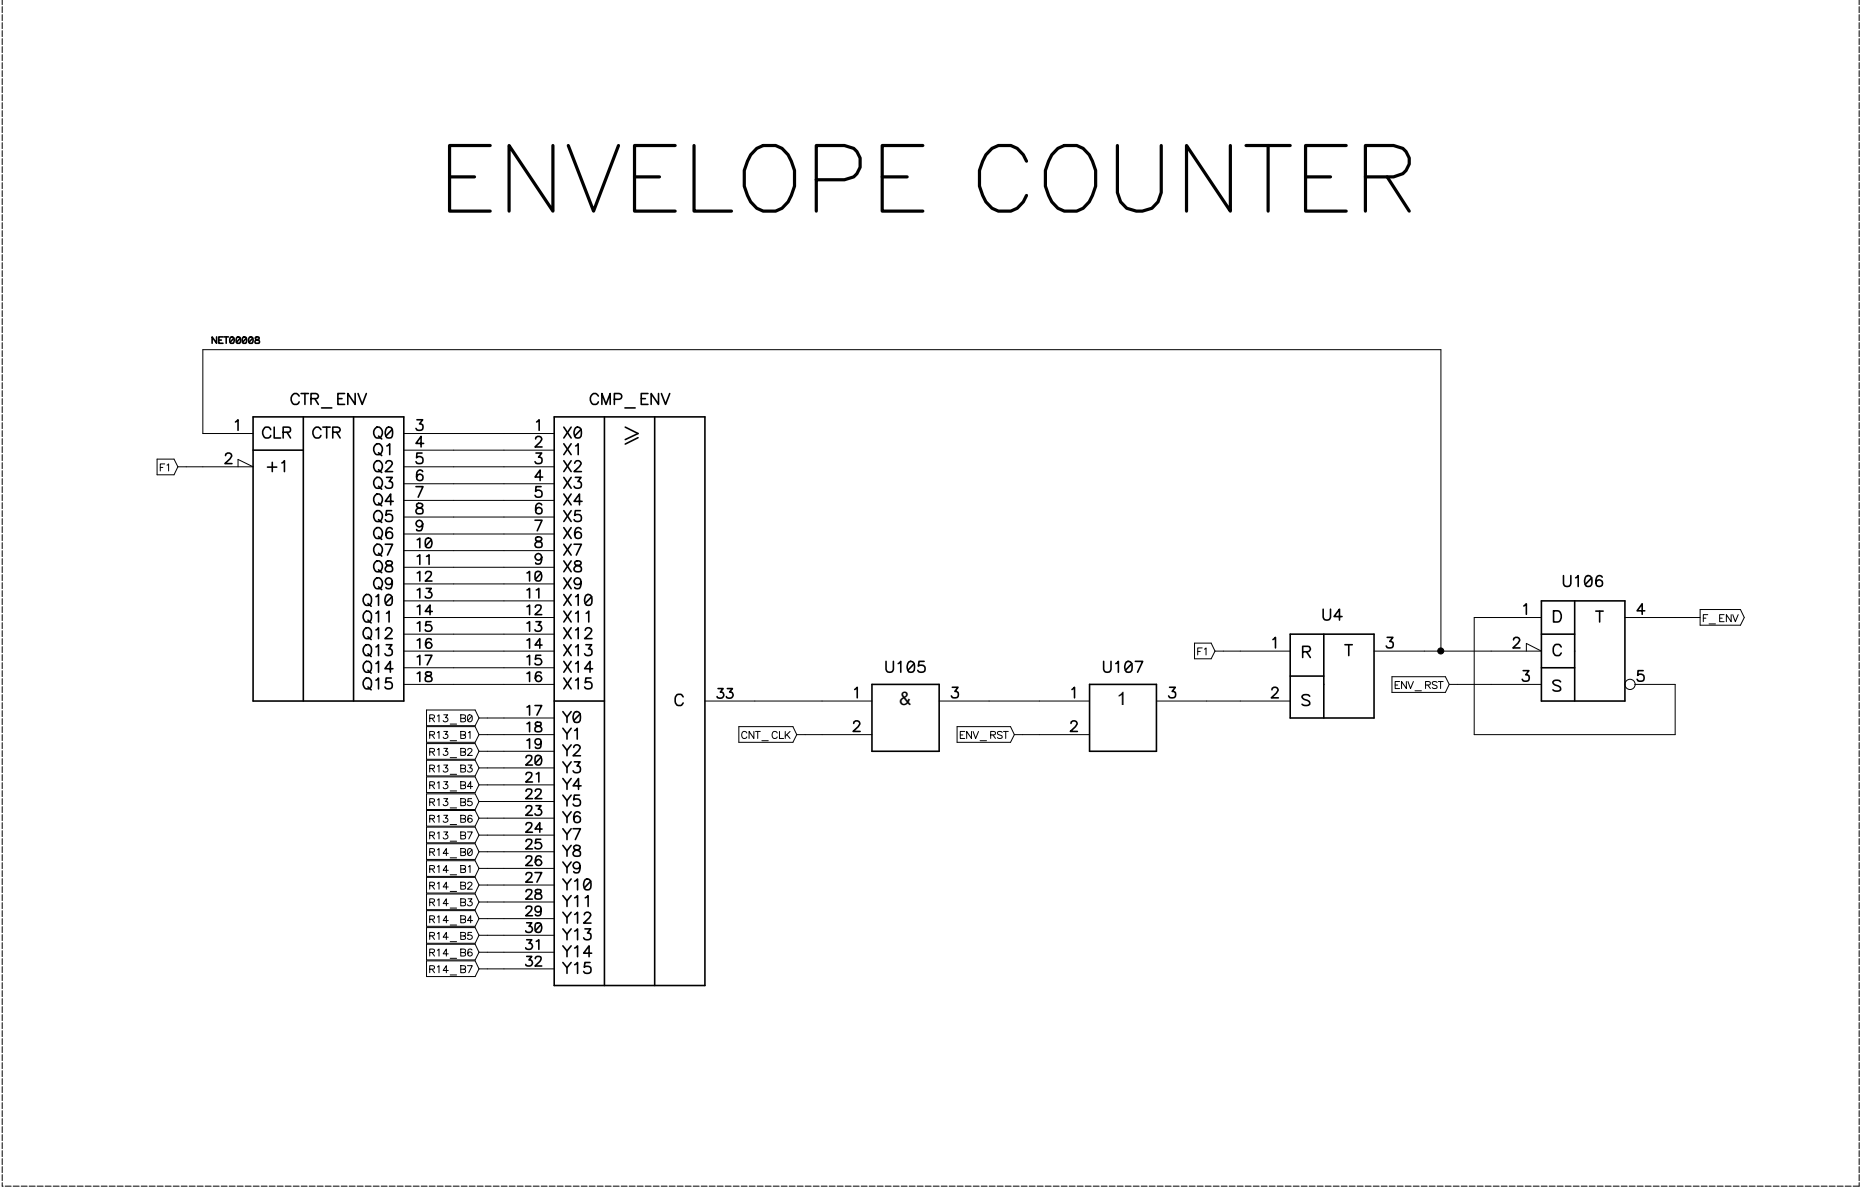 ENVELOPE COUNTER
NET00008
CTR_ENV
1 CLR CTR Q0 3
F1 2 +1 Q1 4
Q2 5
Q3 6
Q4 7
Q5 8
Q6 9
Q7 10
Q8 11
Q9 12
Q10 13
Q11 14
Q12 15
Q13 16
Q14 17
Q15 18
CMP_ENV
1 X0 ⩾
2 X1
3 X2
4 X3
5 X4
6 X5
7 X6
8 X7
9 X8
10 X9
11 X10
12 X11
13 X12
14 X13
15 X14
16 X15
C 33
R13_B0 17 Y0
R13_B1 18 Y1
R13_B2 19 Y2
R13_B3 20 Y3
R13_B4 21 Y4
R13_B5 22 Y5
R13_B6 23 Y6
R13_B7 24 Y7
R14_B0 25 Y8
R14_B1 26 Y9
R14_B2 27 Y10
R14_B3 28 Y11
R14_B4 29 Y12
R14_B5 30 Y13
R14_B6 31 Y14
R14_B7 32 Y15
U105
1 & 3
CNT_CLK 2
U107
1 1 3
ENV_RST 2
U4
F1 1 R T 3
2 S
U106
1 D T 4 F_ENV
2 C
ENV_RST 3 S 5